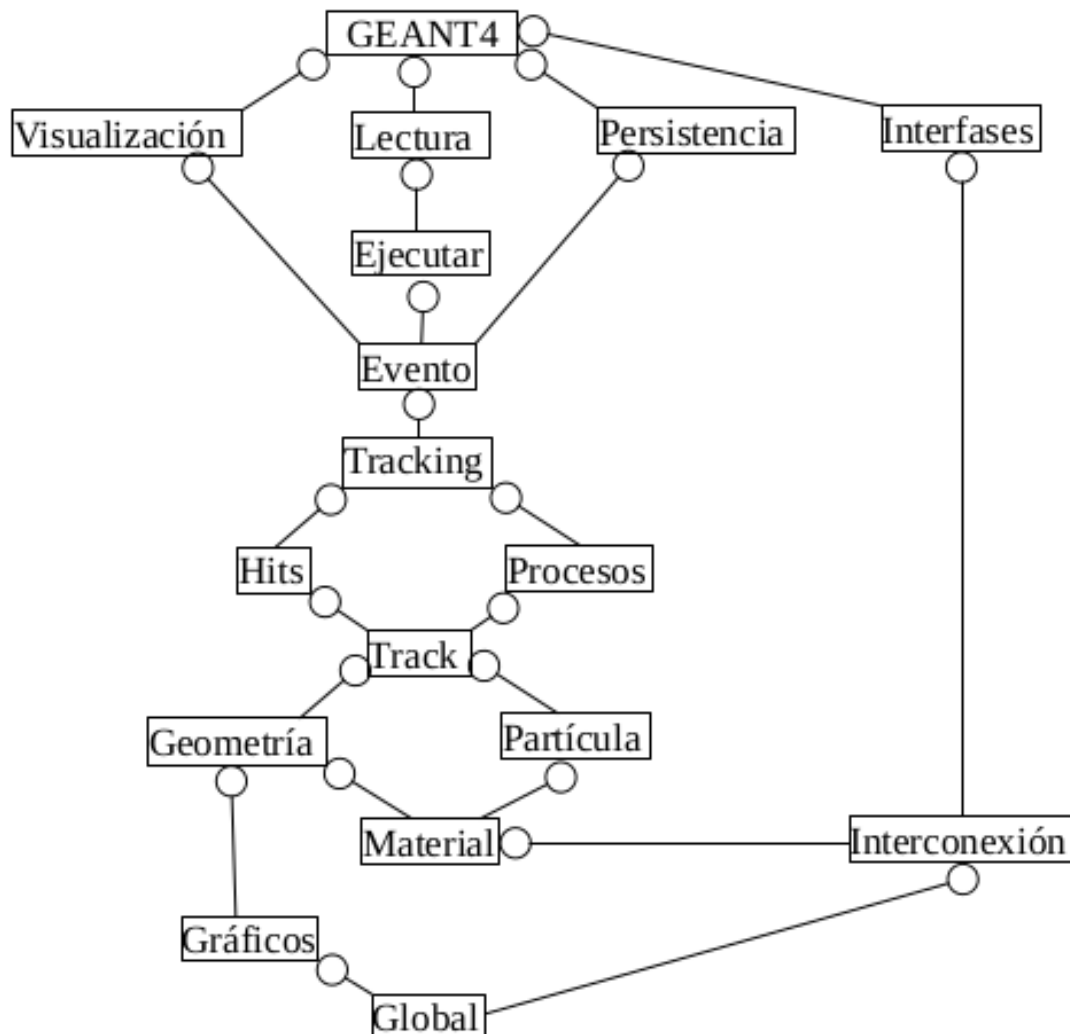 GEANT4
Visualización
Lectura
Persistencia
Interfases
Ejecutar
Evento
Tracking
Hits
Procesos
Track
Geometría
Partícula
Material
Interconexión
Gráficos
Global